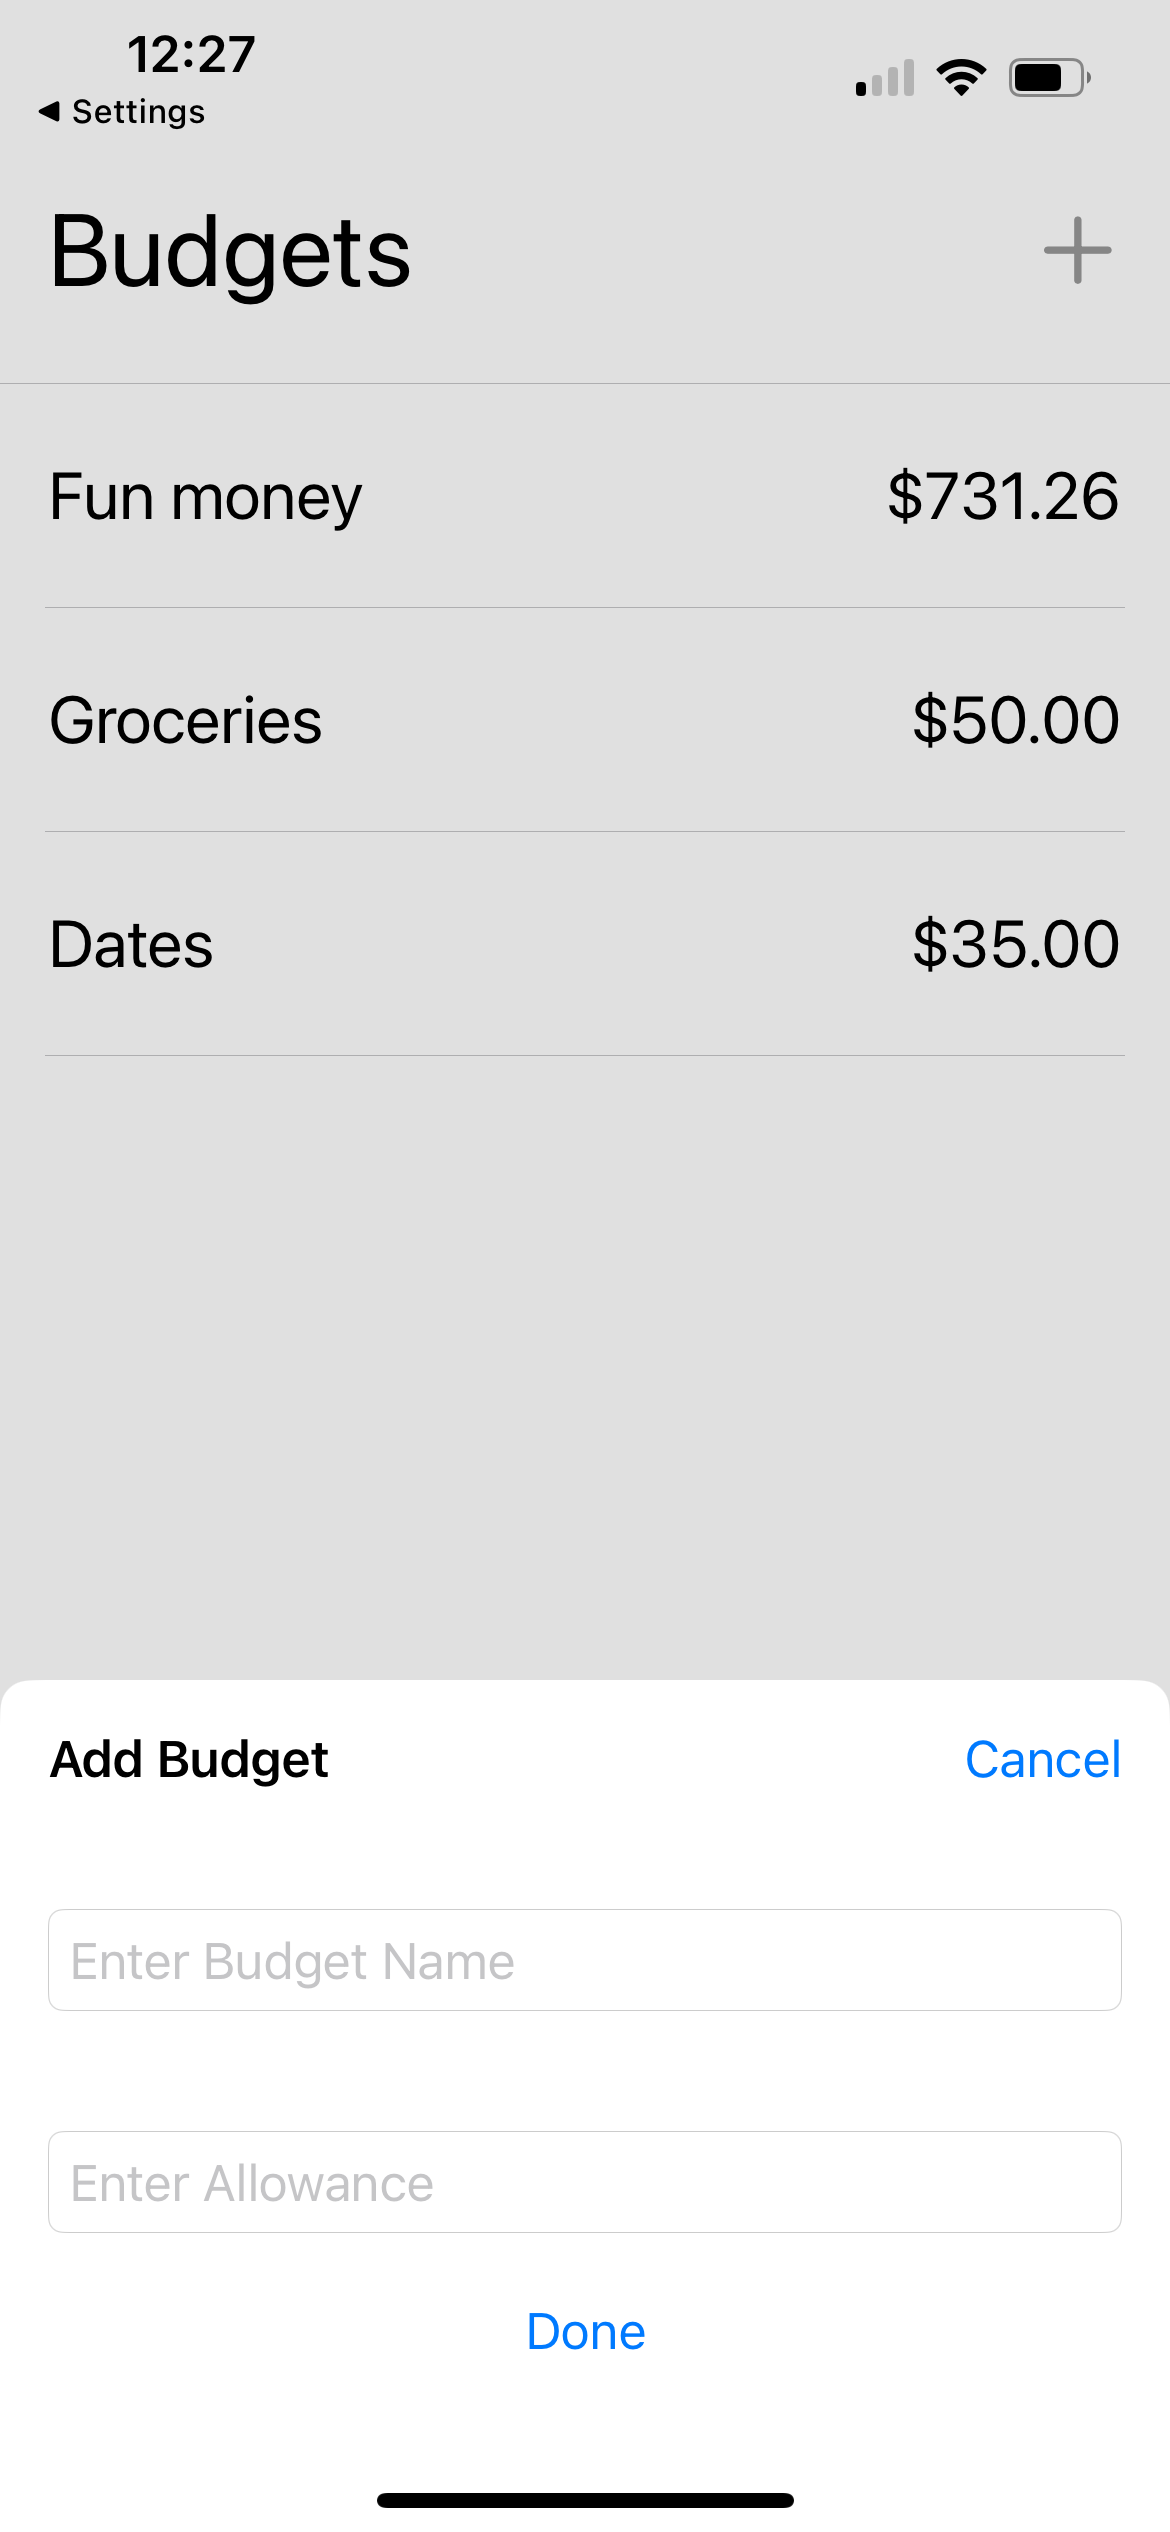 12:27
◀ Settings
Budgets
Fun money $731.26
Groceries $50.00
Dates $35.00
Add Budget Cancel
Enter Budget Name
Enter Allowance
Done